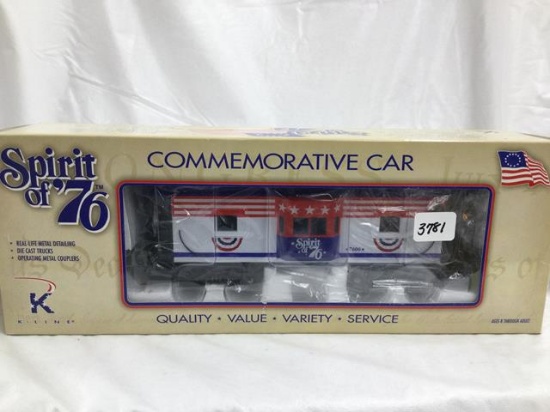 Spirit
of '76™
COMMEMORATIVE CAR
• REAL LIFE METAL DETAILING
• DIE CAST TRUCKS
• OPERATING METAL COUPLERS
Spirit
of '76
3781
K
K-LINE
QUALITY • VALUE • VARIETY • SERVICE